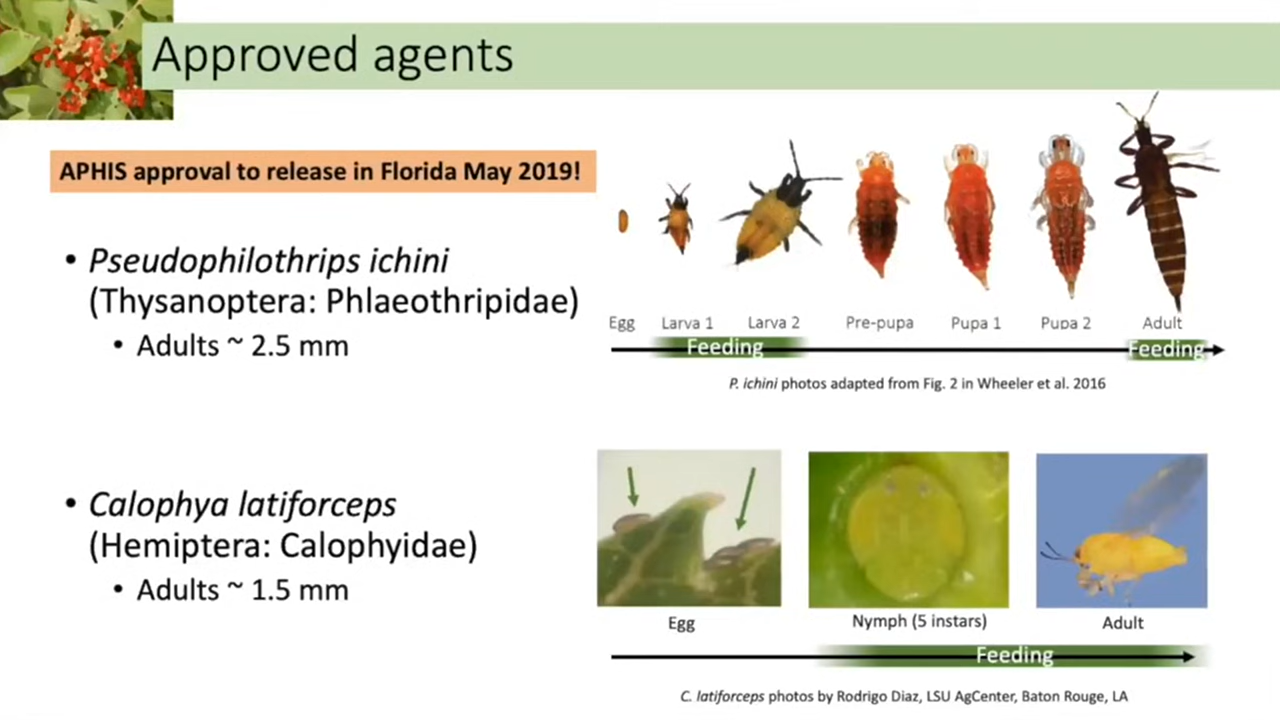 Approved agents
APHIS approval to release in Florida May 2019!
• Pseudophilothrips ichini
(Thysanoptera: Phlaeothripidae)
• Adults ~ 2.5 mm
Egg Larva 1 Larva 2 Pre-pupa Pupa 1 Pupa 2 Adult
Feeding Feeding
P. ichini photos adapted from Fig. 2 in Wheeler et al. 2016
• Calophya latiforceps
(Hemiptera: Calophyidae)
• Adults ~ 1.5 mm
Egg Nymph (5 instars) Adult
Feeding
C. latiforceps photos by Rodrigo Diaz, LSU AgCenter, Baton Rouge, LA